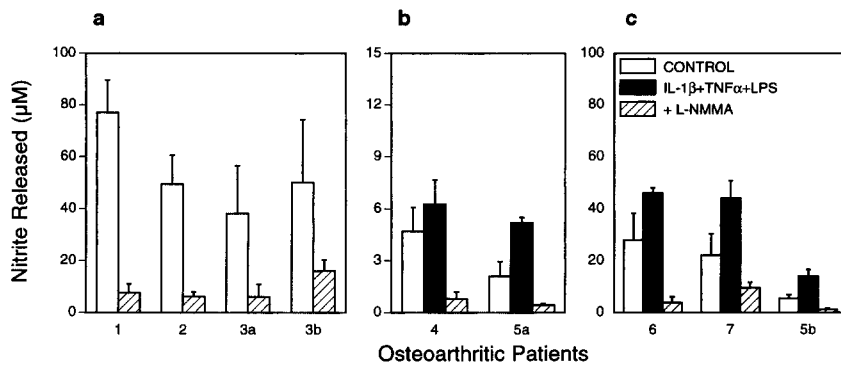 a b c
Nitrite Released (µM)
100
80
60
40
20
0
1 2 3a 3b
15
12
9
6
3
0
4 5a
100
80
60
40
20
0
CONTROL
IL-1β+TNFα+LPS
+ L-NMMA
6 7 5b
Osteoarthritic Patients